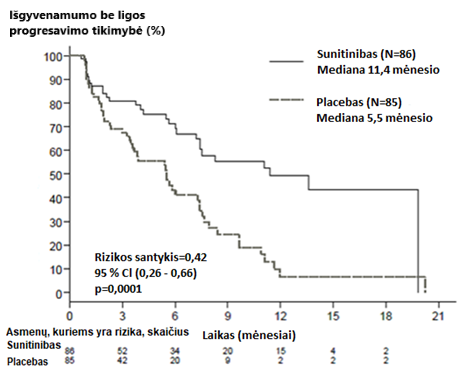 Išgyvenamumo be ligos
progresavimo tikimybė (%)
Sunitinibas (N=86)
Mediana 11,4 mėnesio
Placebas (N=85)
Mediana 5,5 mėnesio
100
90
80
70
60
50
40
30
20
10
0
Rizikos santykis=0,42
95 % CI (0,26 - 0,66)
p=0,0001
0 3 6 9 12 15 18 21
Asmenų, kuriems yra rizika, skaičius
Laikas (mėnesiai)
Sunitinibas 86 52 34 20 15 4 2
Placebas 85 42 20 9 2 2 2